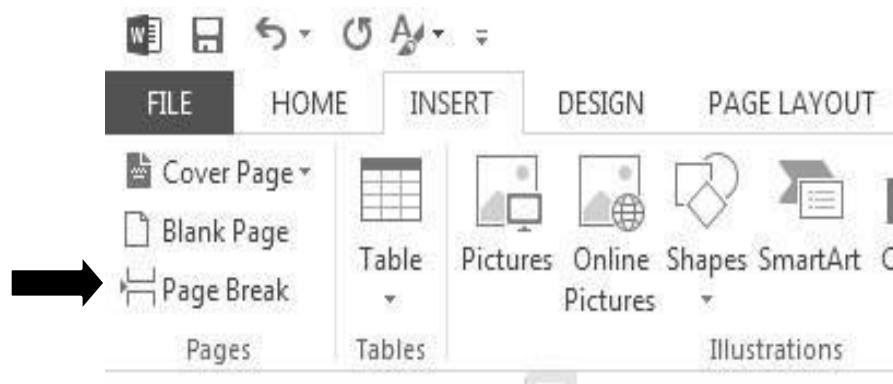 FILE HOME INSERT DESIGN PAGE LAYOUT
Cover Page
Blank Page
Page Break
Pages
Table
Tables
Pictures
Online
Pictures
Shapes
SmartArt
Illustrations